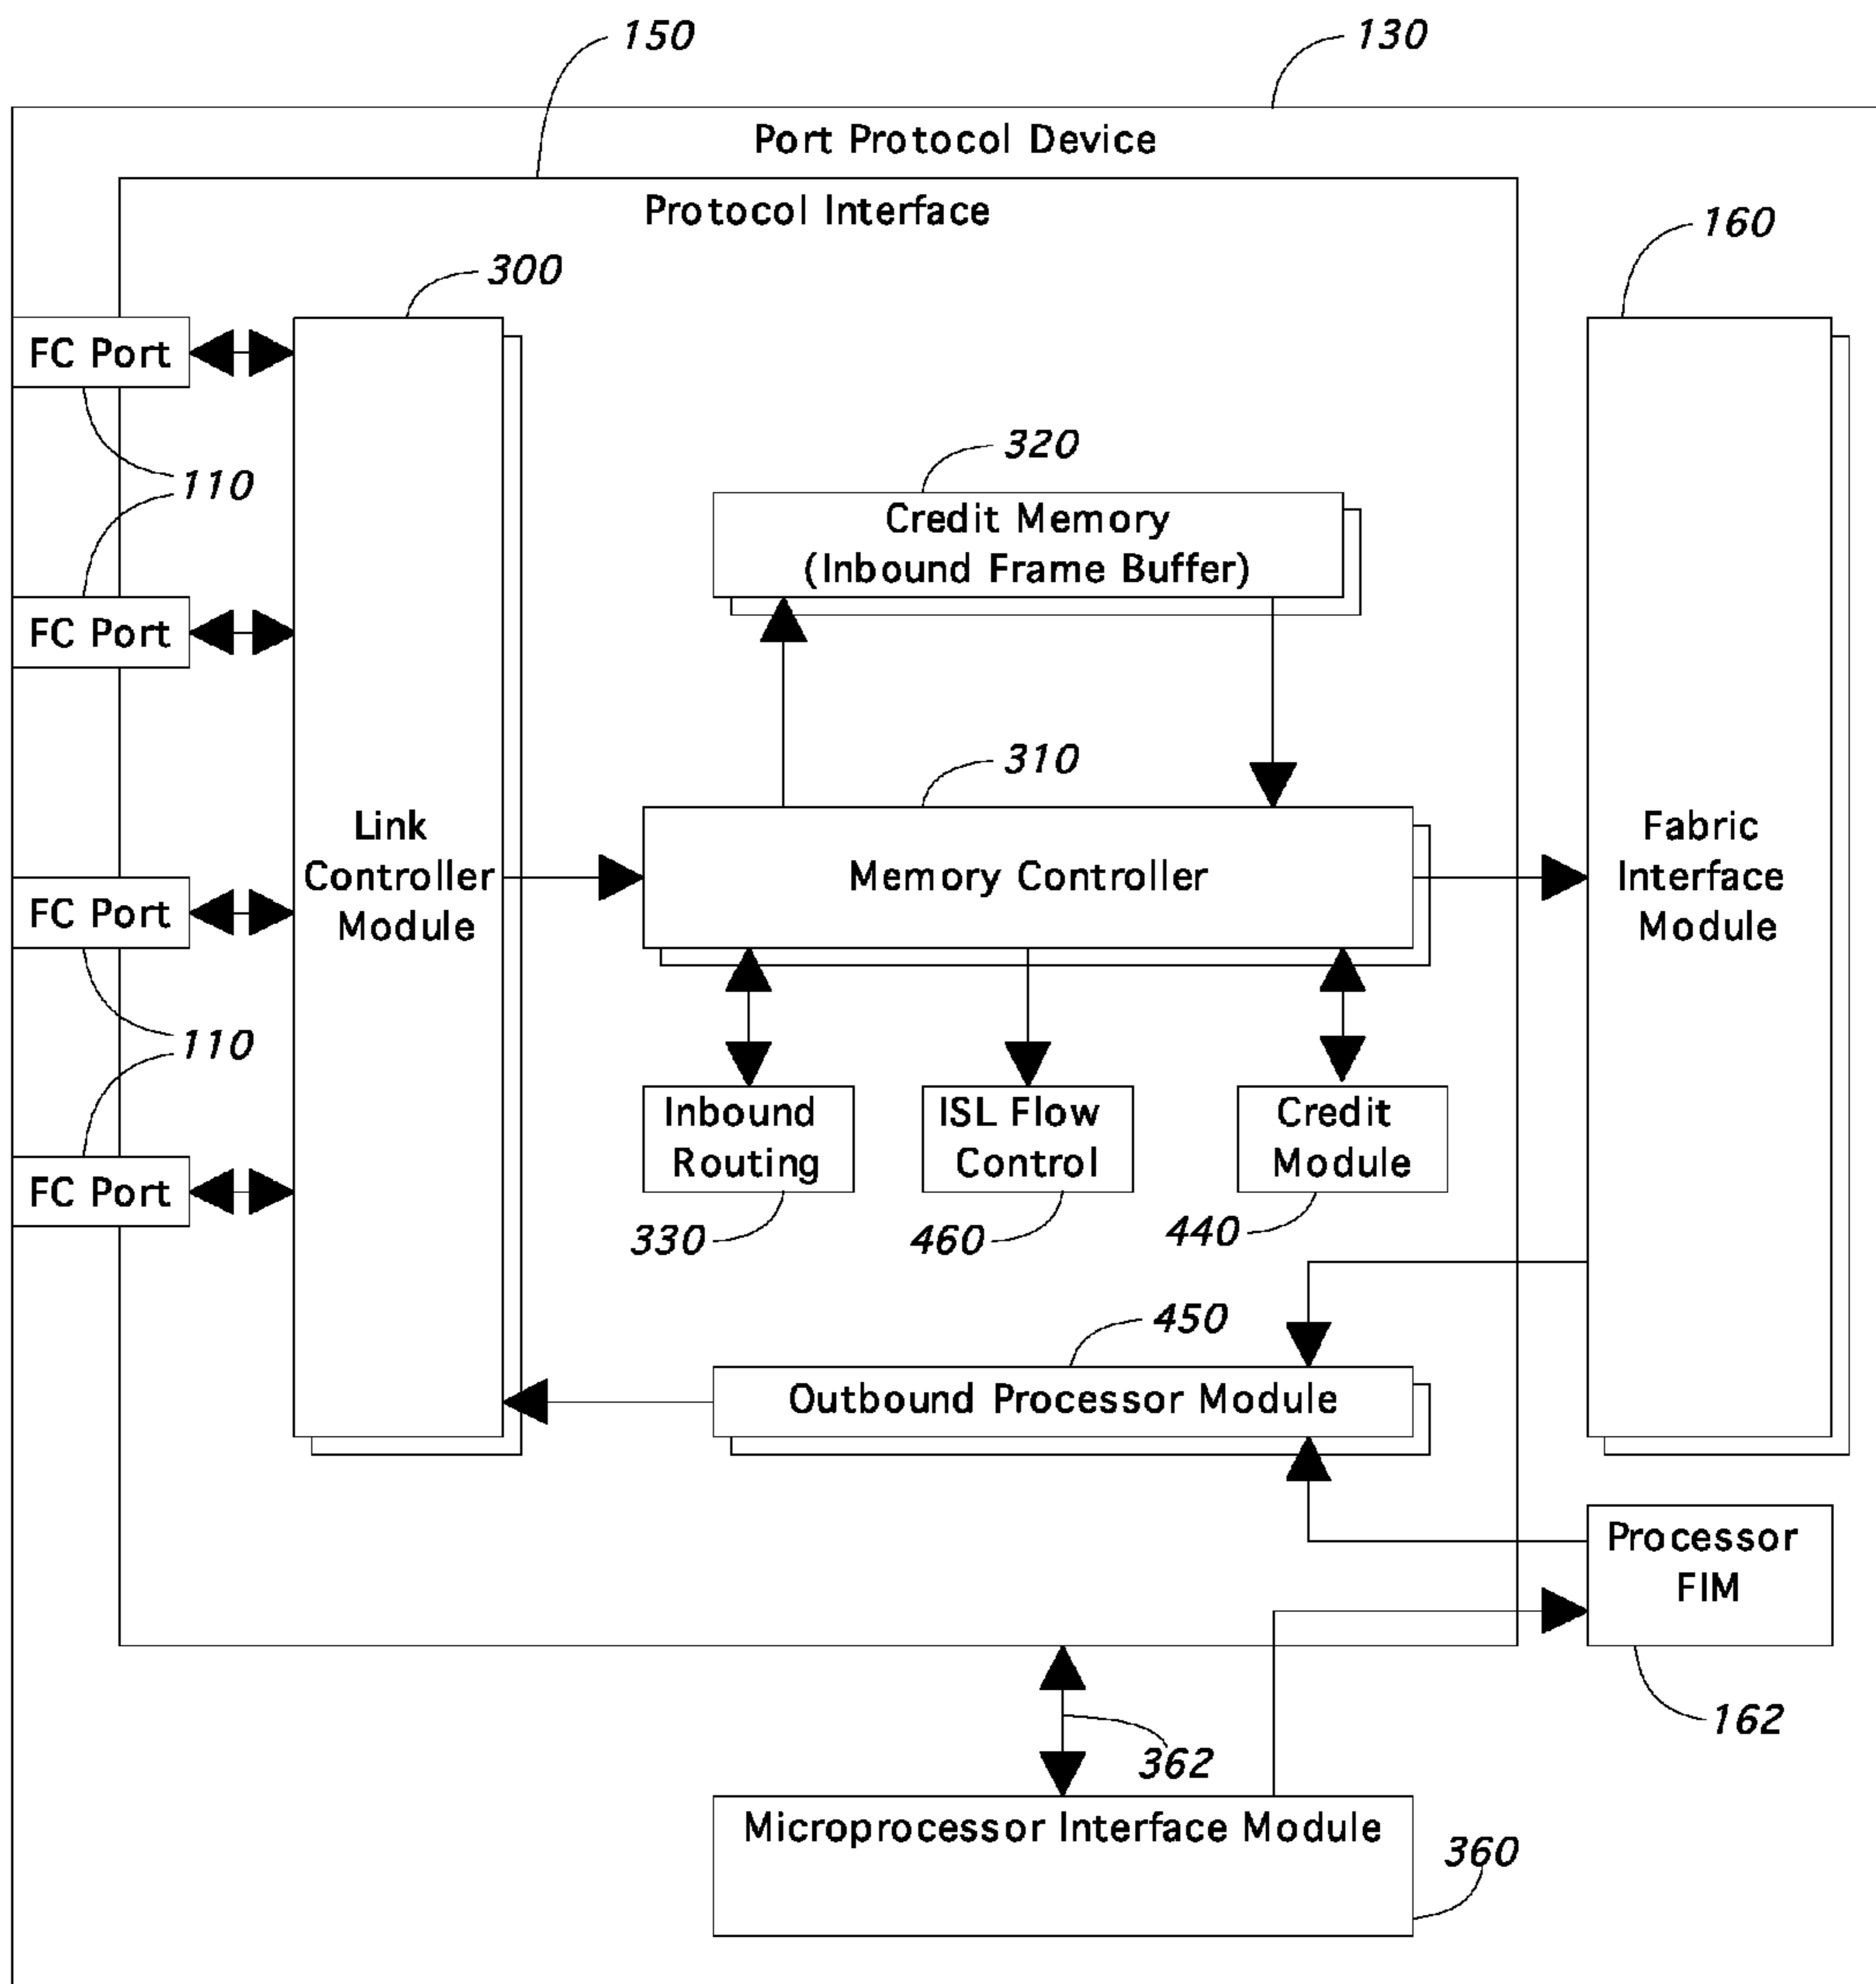 150
130
Port Protocol Device
Protocol Interface
160
300
FC Port
320
110
Credit Memory
(Inbound Frame Buffer)
FC Port
310
Link
Controller
Module
Memory Controller
Fabric
Interface
Module
FC Port
110
Inbound
Routing
ISL Flow
Control
Credit
Module
FC Port
330
460
440
450
Outbound Processor Module
Processor
FIM
162
362
Microprocessor Interface Module
360